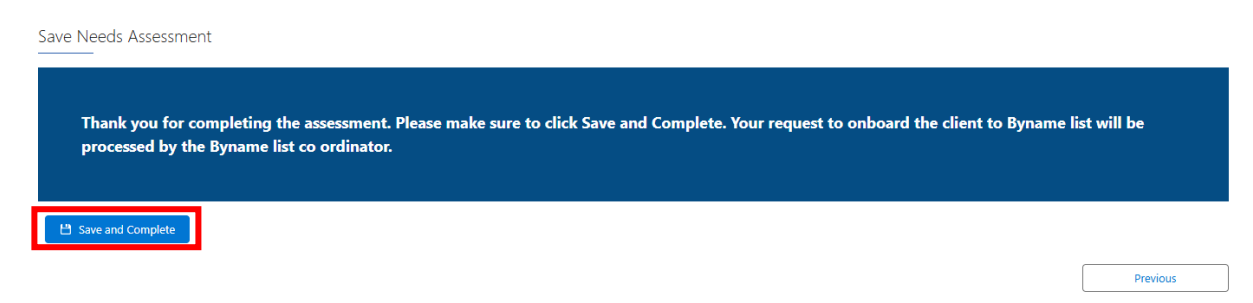 Save Needs Assessment
Thank you for completing the assessment. Please make sure to click Save and Complete. Your request to onboard the client to Byname list will be
processed by the Byname list co ordinator.
Save and Complete
Previous